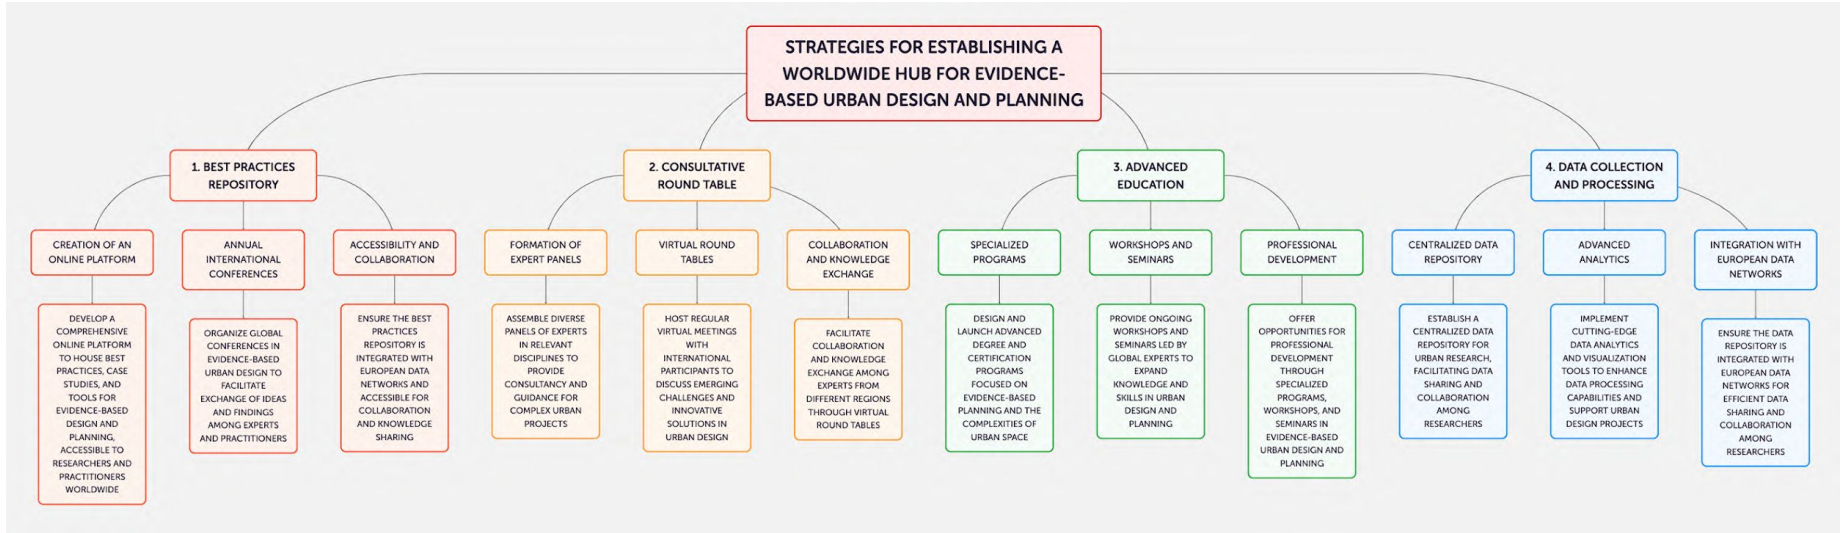 STRATEGIES FOR ESTABLISHING A
WORLDWIDE HUB FOR EVIDENCE-
BASED URBAN DESIGN AND PLANNING
1. BEST PRACTICES
REPOSITORY
CREATION OF AN
ONLINE PLATFORM
DEVELOP A
COMPREHENSIVE
ONLINE PLATFORM
TO HOUSE BEST
PRACTICES, CASE
STUDIES, AND
TOOLS FOR
EVIDENCE-BASED
DESIGN AND
PLANNING,
ACCESSIBLE TO
RESEARCHERS AND
PRACTITIONERS
WORLDWIDE
ANNUAL
INTERNATIONAL
CONFERENCES
ORGANIZE GLOBAL
CONFERENCES IN
EVIDENCE-BASED
URBAN DESIGN TO
FACILITATE
EXCHANGE OF IDEAS
AND FINDINGS
AMONG EXPERTS
AND PRACTITIONERS
ACCESSIBILITY AND
COLLABORATION
ENSURE THE BEST
PRACTICES
REPOSITORY IS
INTEGRATED WITH
EUROPEAN DATA
NETWORKS AND
ACCESSIBLE FOR
COLLABORATION
AND KNOWLEDGE
SHARING
2. CONSULTATIVE
ROUND TABLE
FORMATION OF
EXPERT PANELS
ASSEMBLE DIVERSE
PANELS OF EXPERTS
IN RELEVANT
DISCIPLINES TO
PROVIDE
CONSULTANCY AND
GUIDANCE FOR
COMPLEX URBAN
PROJECTS
VIRTUAL ROUND
TABLES
HOST REGULAR
VIRTUAL MEETINGS
WITH
INTERNATIONAL
PARTICIPANTS TO
DISCUSS EMERGING
CHALLENGES AND
INNOVATIVE
SOLUTIONS IN
URBAN DESIGN
COLLABORATION
AND KNOWLEDGE
EXCHANGE
FACILITATE
COLLABORATION
AND KNOWLEDGE
EXCHANGE AMONG
EXPERTS FROM
DIFFERENT REGIONS
THROUGH VIRTUAL
ROUND TABLES
3. ADVANCED
EDUCATION
SPECIALIZED
PROGRAMS
DESIGN AND
LAUNCH ADVANCED
DEGREE AND
CERTIFICATION
PROGRAMS
FOCUSED ON
EVIDENCE-BASED
PLANNING AND THE
COMPLEXITIES OF
URBAN SPACE
WORKSHOPS AND
SEMINARS
PROVIDE ONGOING
WORKSHOPS AND
SEMINARS LED BY
GLOBAL EXPERTS TO
EXPAND
KNOWLEDGE AND
SKILLS IN URBAN
DESIGN AND
PLANNING
PROFESSIONAL
DEVELOPMENT
OFFER
OPPORTUNITIES FOR
PROFESSIONAL
DEVELOPMENT
THROUGH
SPECIALIZED
PROGRAMS,
WORKSHOPS, AND
SEMINARS IN
EVIDENCE-BASED
URBAN DESIGN AND
PLANNING
4. DATA COLLECTION
AND PROCESSING
CENTRALIZED DATA
REPOSITORY
ESTABLISH A
CENTRALIZED DATA
REPOSITORY FOR
URBAN RESEARCH,
FACILITATING DATA
SHARING AND
COLLABORATION
AMONG
RESEARCHERS
ADVANCED
ANALYTICS
IMPLEMENT
CUTTING-EDGE
DATA ANALYTICS
AND VISUALIZATION
TOOLS TO ENHANCE
DATA PROCESSING
CAPABILITIES AND
SUPPORT URBAN
DESIGN PROJECTS
INTEGRATION WITH
EUROPEAN DATA
NETWORKS
ENSURE THE DATA
REPOSITORY IS
INTEGRATED WITH
EUROPEAN DATA
NETWORKS FOR
EFFICIENT DATA
SHARING AND
COLLABORATION
AMONG
RESEARCHERS